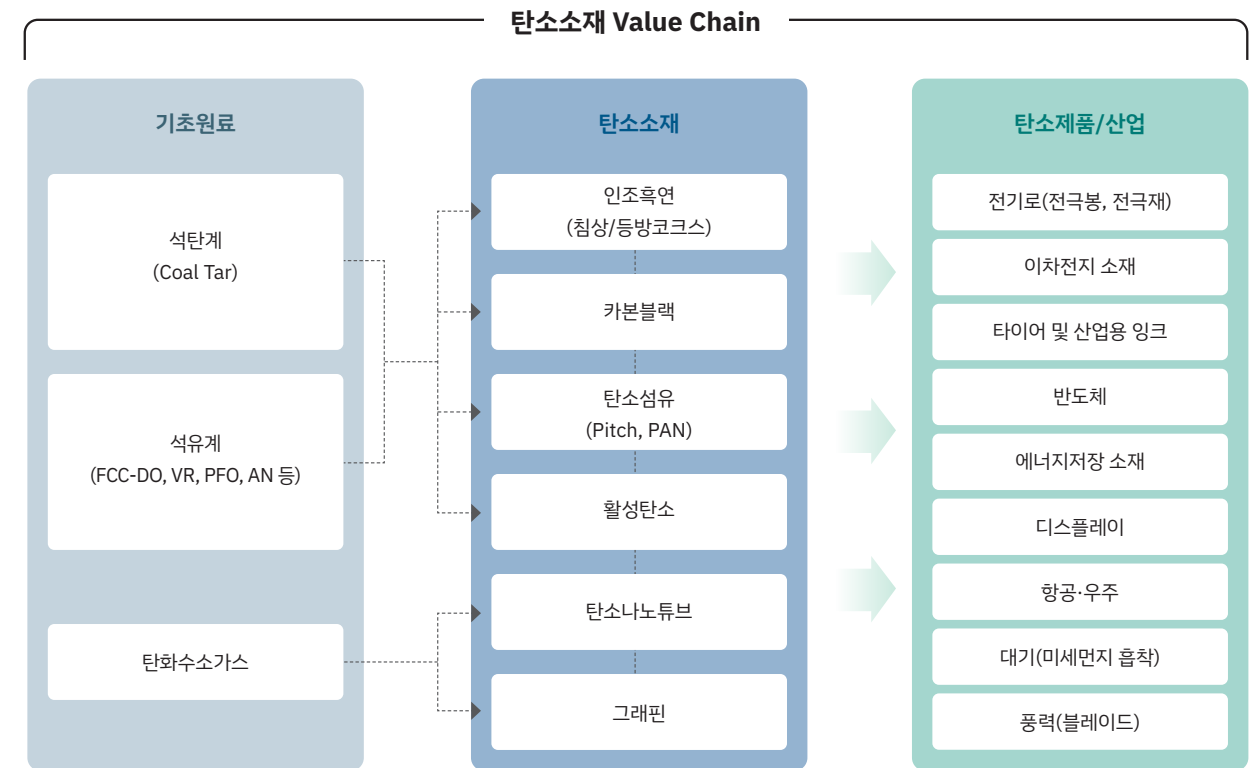 탄소소재 Value Chain
기초원료
석탄계
(Coal Tar)
석유계
(FCC-DO, VR, PFO, AN 등)
탄화수소가스
탄소소재
인조흑연
(침상/등방코크스)
카본블랙
탄소섬유
(Pitch, PAN)
활성탄소
탄소나노튜브
그래핀
탄소제품/산업
전기로(전극봉, 전극재)
이차전지 소재
타이어 및 산업용 잉크
반도체
에너지저장 소재
디스플레이
항공·우주
대기(미세먼지 흡착)
풍력(블레이드)